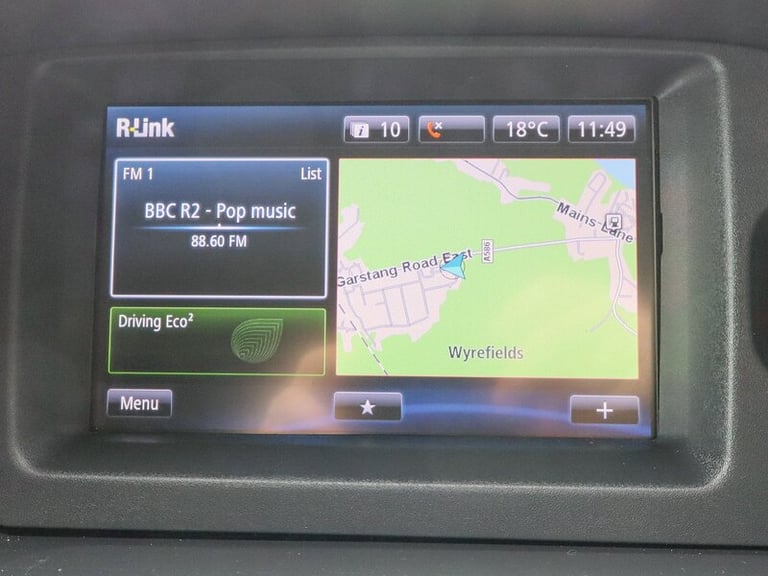 R-Link
10
18°C
11:49
FM 1
List
BBC R2 - Pop music
88.60 FM
Driving Eco²
Mains Lane
Garstang Road East
A586
Wyrefields
Menu